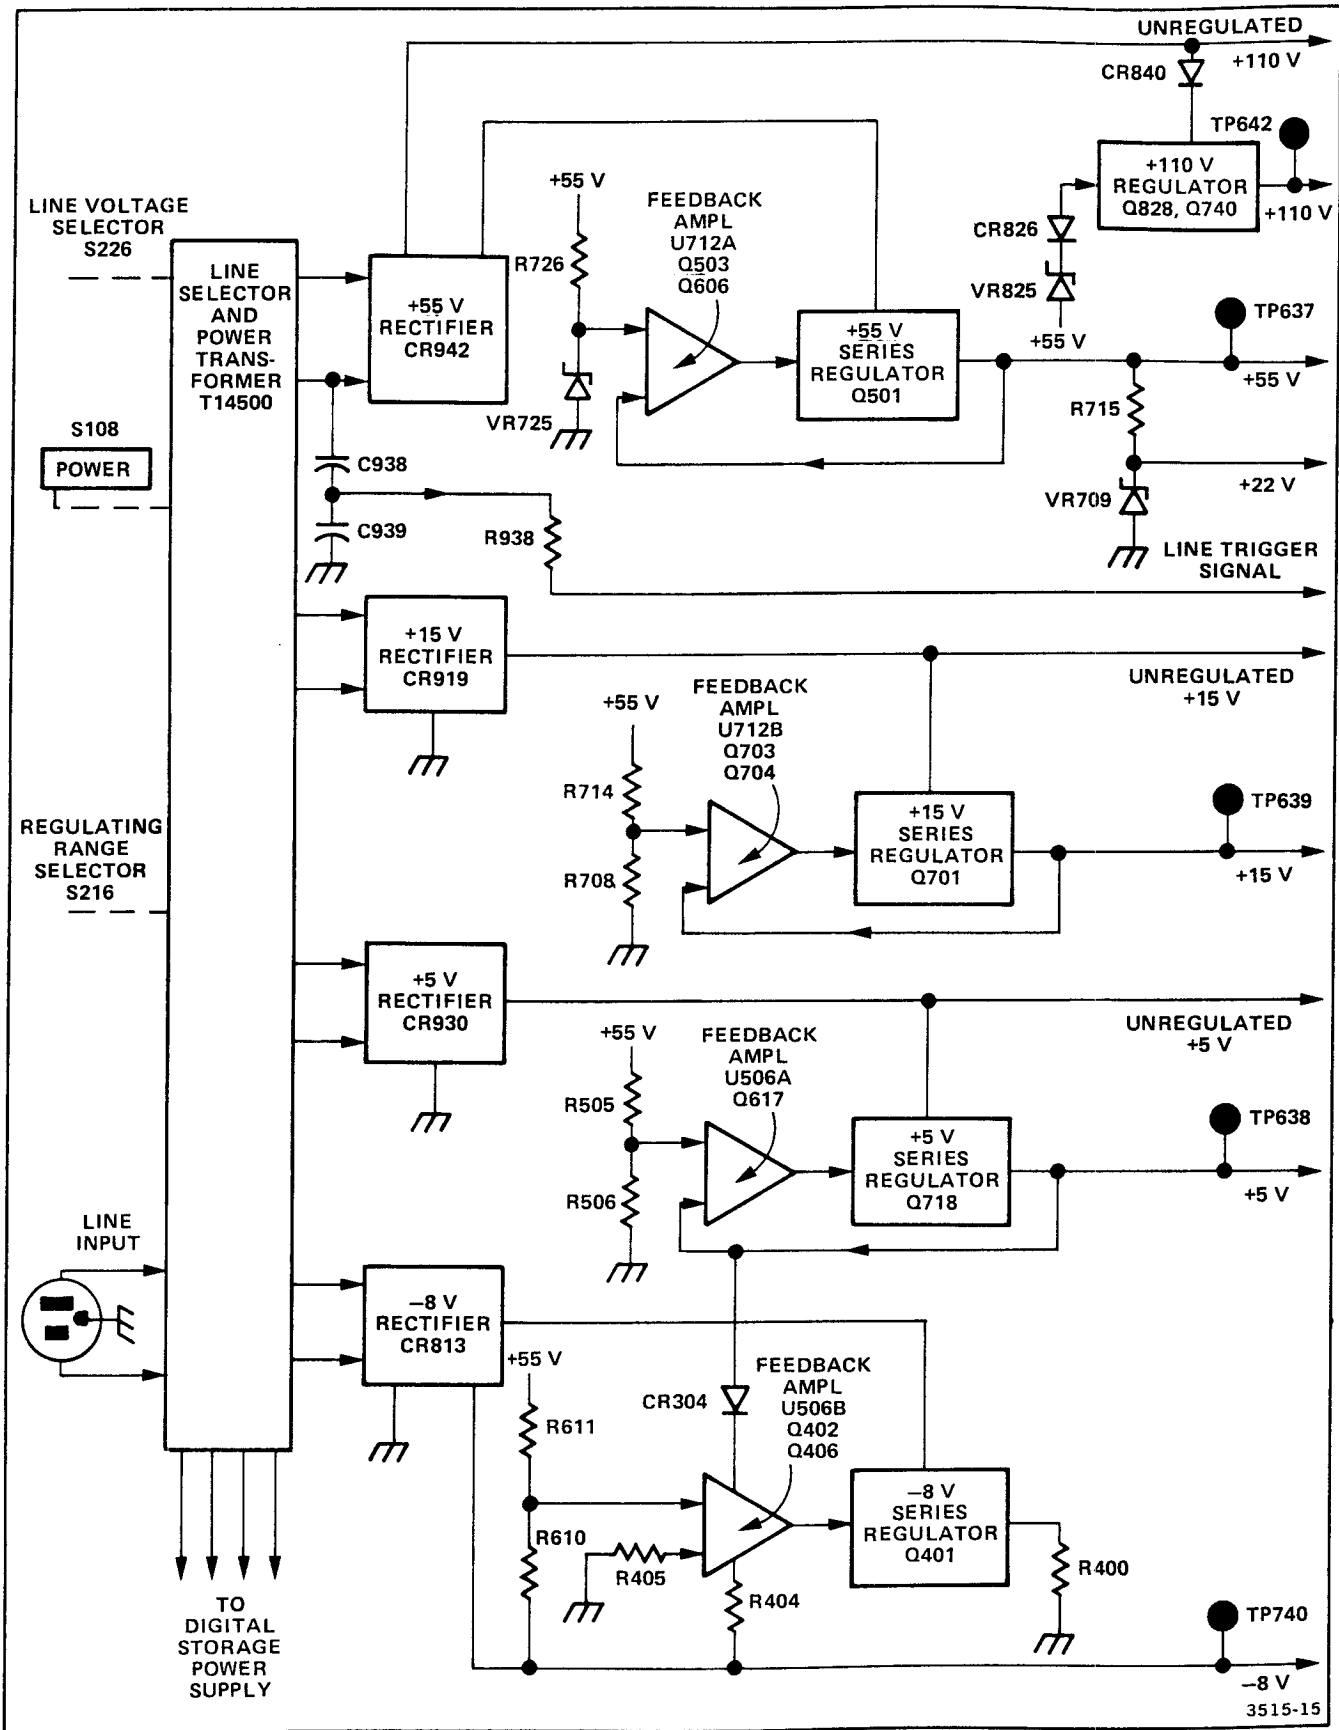 UNREGULATED
+110 V
CR840
TP642
+110 V
REGULATOR
Q828, Q740
+110 V
CR826
VR825
+55 V
LINE VOLTAGE
SELECTOR
S226
LINE
SELECTOR
AND
POWER
TRANS-
FORMER
T14500
+55 V
RECTIFIER
CR942
+55 V
R726
VR725
FEEDBACK
AMPL
U712A
Q503
Q606
+55 V
SERIES
REGULATOR
Q501
TP637
+55 V
R715
+22 V
VR709
S108
POWER
C938
C939
R938
LINE TRIGGER
SIGNAL
+15 V
RECTIFIER
CR919
UNREGULATED
+15 V
+55 V
R714
R708
FEEDBACK
AMPL
U712B
Q703
Q704
+15 V
SERIES
REGULATOR
Q701
TP639
+15 V
REGULATING
RANGE
SELECTOR
S216
+5 V
RECTIFIER
CR930
UNREGULATED
+5 V
+55 V
R505
R506
FEEDBACK
AMPL
U506A
Q617
+5 V
SERIES
REGULATOR
Q718
TP638
+5 V
LINE
INPUT
−8 V
RECTIFIER
CR813
+55 V
R611
R610
CR304
FEEDBACK
AMPL
U506B
Q402
Q406
R405
R404
−8 V
SERIES
REGULATOR
Q401
R400
TP740
−8 V
TO
DIGITAL
STORAGE
POWER
SUPPLY
3515-15